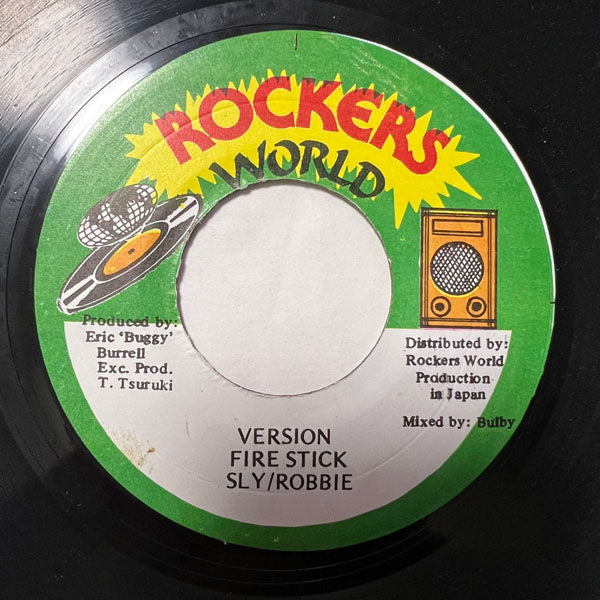 ROCKERS
WORLD
Produced by:
Eric 'Buggy'
Burrell
Exc. Prod.
T. Tsuruki
Distributed by:
Rockers World
Production
in Japan
Mixed by: Bulby
VERSION
FIRE STICK
SLY/ROBBIE